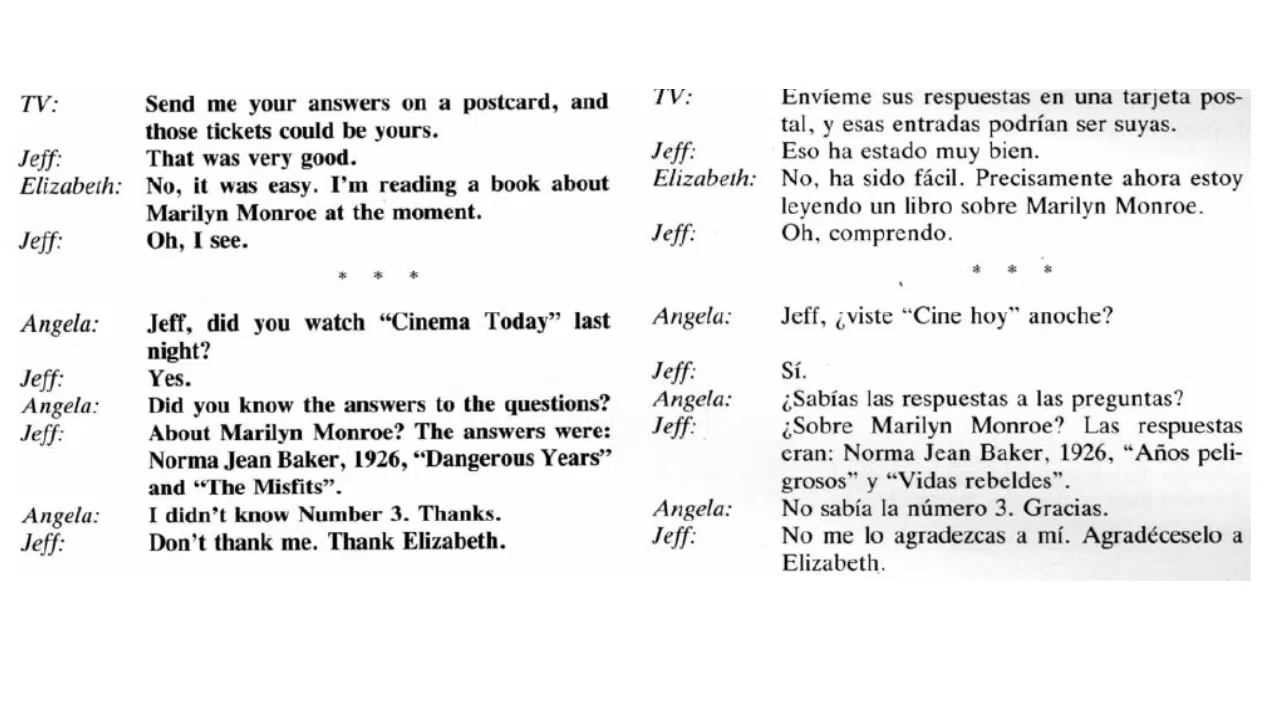 TV: Send me your answers on a postcard, and
those tickets could be yours.
Jeff: That was very good.
Elizabeth: No, it was easy. I'm reading a book about
Marilyn Monroe at the moment.
Jeff: Oh, I see.
* * *
Angela: Jeff, did you watch “Cinema Today” last
night?
Jeff: Yes.
Angela: Did you know the answers to the questions?
Jeff: About Marilyn Monroe? The answers were:
Norma Jean Baker, 1926, “Dangerous Years”
and “The Misfits”.
Angela: I didn't know Number 3. Thanks.
Jeff: Don't thank me. Thank Elizabeth.
TV: Envíeme sus respuestas en una tarjeta pos-
tal, y esas entradas podrían ser suyas.
Jeff: Eso ha estado muy bien.
Elizabeth: No, ha sido fácil. Precisamente ahora estoy
leyendo un libro sobre Marilyn Monroe.
Jeff: Oh, comprendo.
* * *
Angela: Jeff, ¿viste “Cine hoy” anoche?
Jeff: Sí.
Angela: ¿Sabías las respuestas a las preguntas?
Jeff: ¿Sobre Marilyn Monroe? Las respuestas
eran: Norma Jean Baker, 1926, “Años peli-
grosos” y “Vidas rebeldes”.
Angela: No sabía la número 3. Gracias.
Jeff: No me lo agradezcas a mí. Agradéceselo a
Elizabeth.